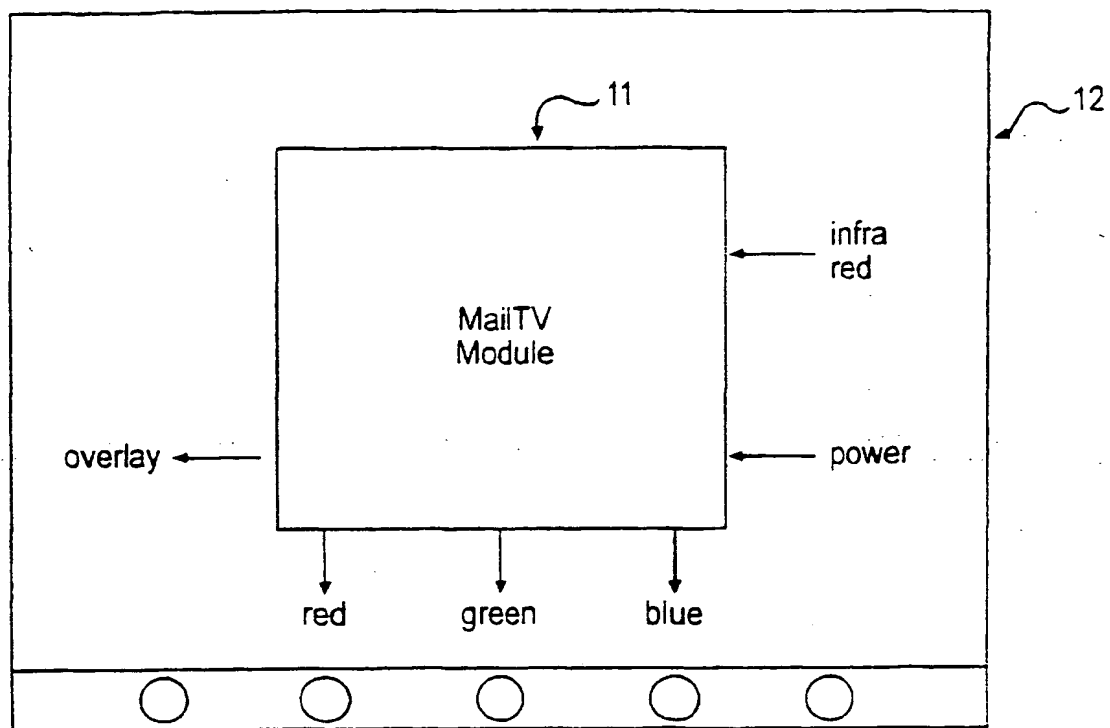 11
12
infra
red
MailTV
Module
overlay
power
red
green
blue